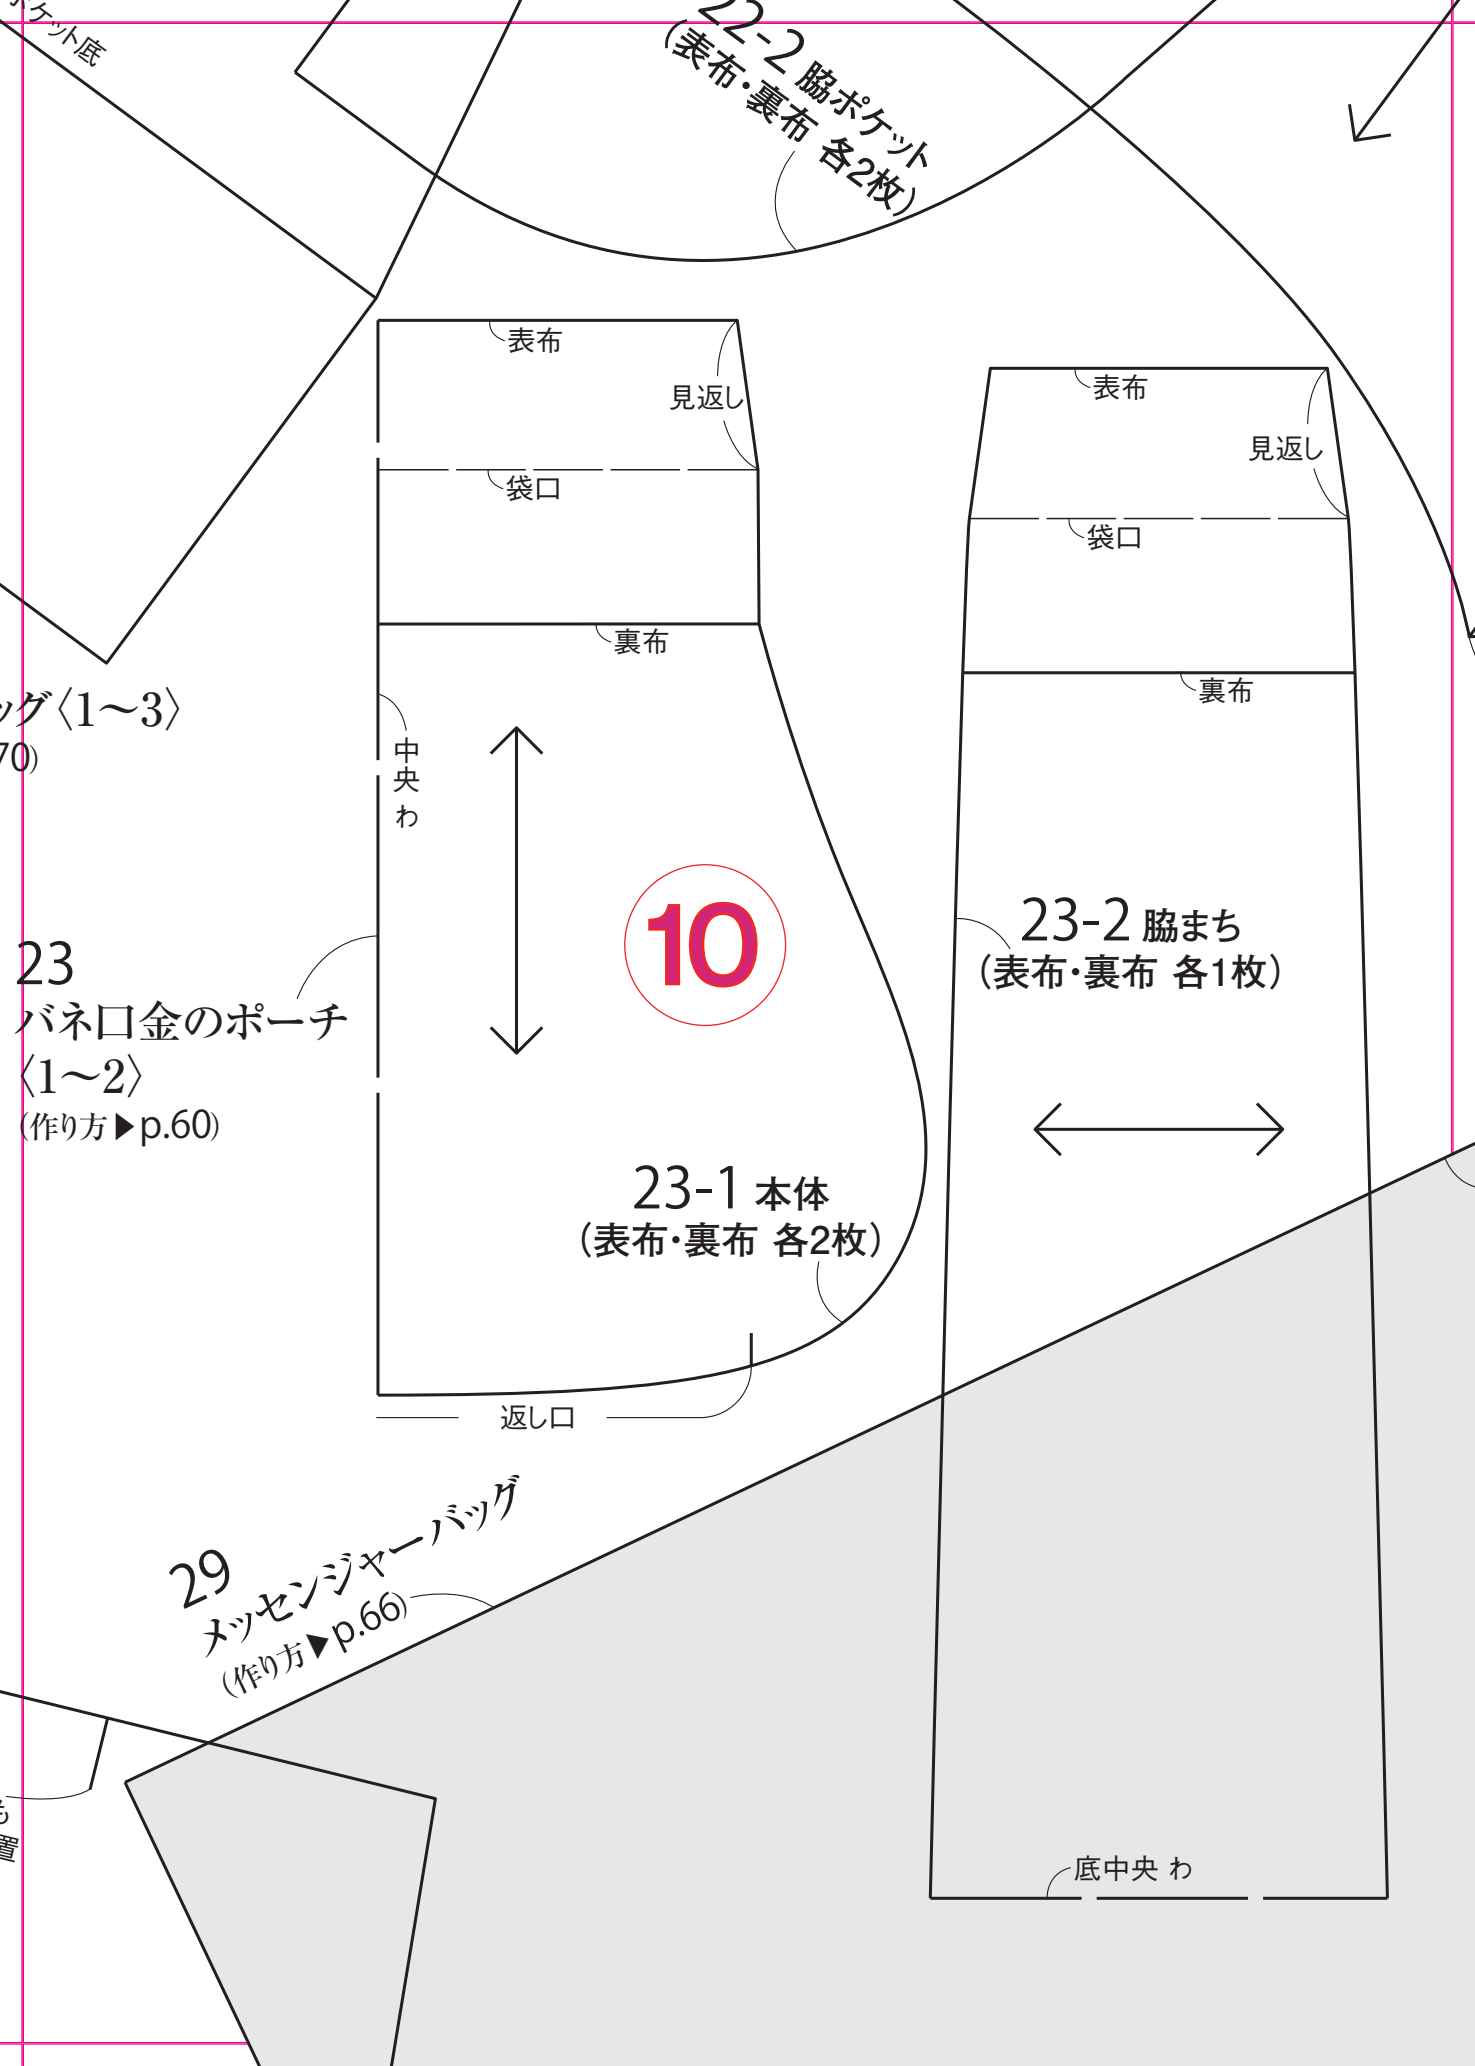 ポケット底
22-2 脇ポケット
（表布・裏布 各2枚）
表布
見返し
袋口
裏布
中央 わ
表布
見返し
袋口
裏布
ッグ〈1〜3〉
70)
10
23
バネ口金のポーチ
〈1〜2〉
(作り方▶p.60)
23-2 脇まち
（表布・裏布 各1枚）
23-1 本体
（表布・裏布 各2枚）
返し口
29
メッセンジャーバッグ
(作り方▶p.66)
も
置
底中央 わ